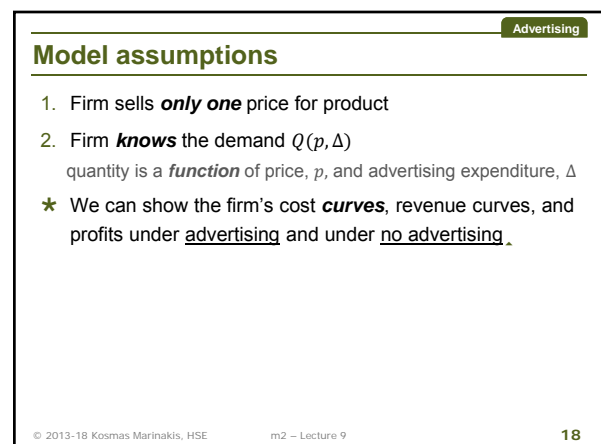 Advertising
Model assumptions
1. Firm sells only one price for product
2. Firm knows the demand Q(p, Δ)
quantity is a function of price, p, and advertising expenditure, Δ
* We can show the firm's cost curves, revenue curves, and
profits under advertising and under no advertising
© 2013-18 Kosmas Marinakis, HSE m2 – Lecture 9 18